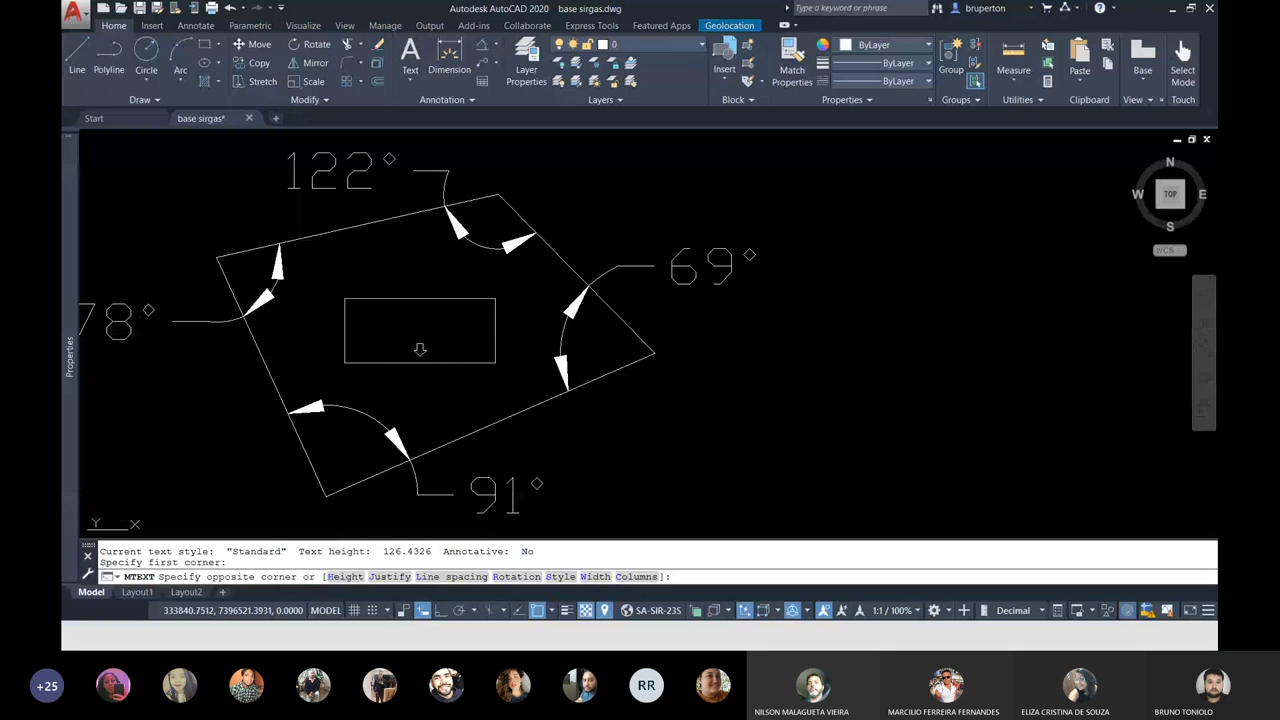 Autodesk AutoCAD 2020 base sirgas.dwg
Type a keyword or phrase
bruperton
Home Insert Annotate Parametric View Manage Output Add-ins Collaborate Express Tools Featured Apps Geolocation
Line Polyline Circle Arc
Move Rotate
Copy Mirror
Stretch Scale
Text Dimension
Layer Properties
0
Insert
Match Properties
ByLayer
ByLayer
ByLayer
Group Measure Paste Base
Select Mode
Draw Modify Annotation Layers Block Properties Groups Utilities Clipboard View Touch
Start base sirgas*
Properties
122°
69°
78°
91°
N
W TOP E
S
WCS
Y X
Current text style: "Standard" Text height: 126.4326 Annotative: No
Specify first corner:
MTEXT Specify opposite corner or [Height Justify Line spacing Rotation Style Width Columns]:
Model Layout1 Layout2
333840.7512, 7396521.3931, 0.0000 MODEL SA-SIR-23S 1:1 / 100% Decimal
+25
RR
NILSON MALAGUETA VIEIRA
MARCILIO FERREIRA FERNANDES
ELIZA CRISTINA DE SOUZA
BRUNO TONIOLO